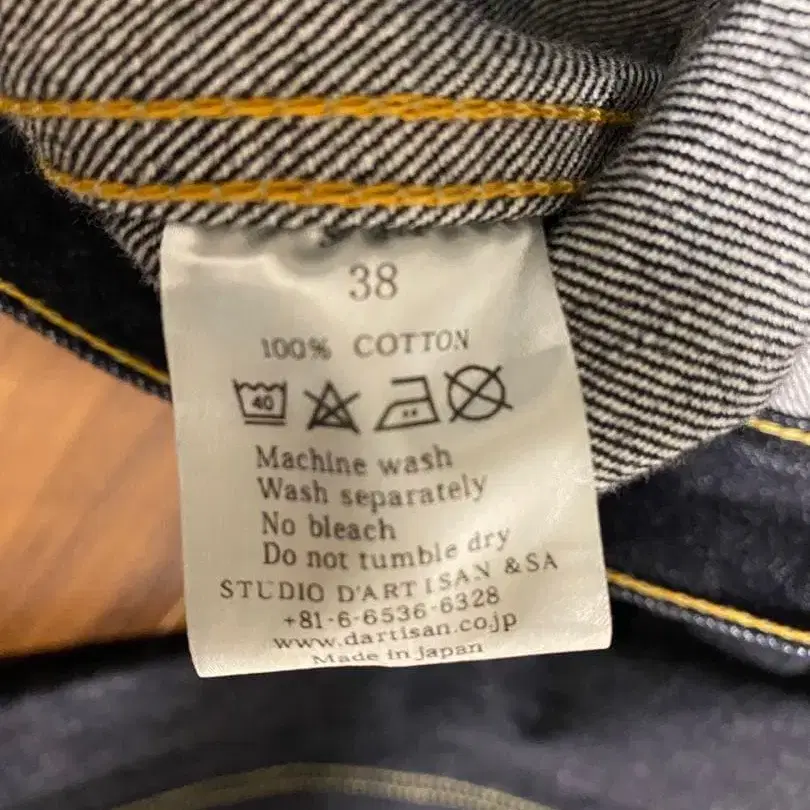 38
100% COTTON
40
Machine wash
Wash separately
No bleach
Do not tumble dry
STUDIO D'ARTISAN &SA
+81-6-6536-6328
www.dartisan.co.jp
Made in Japan